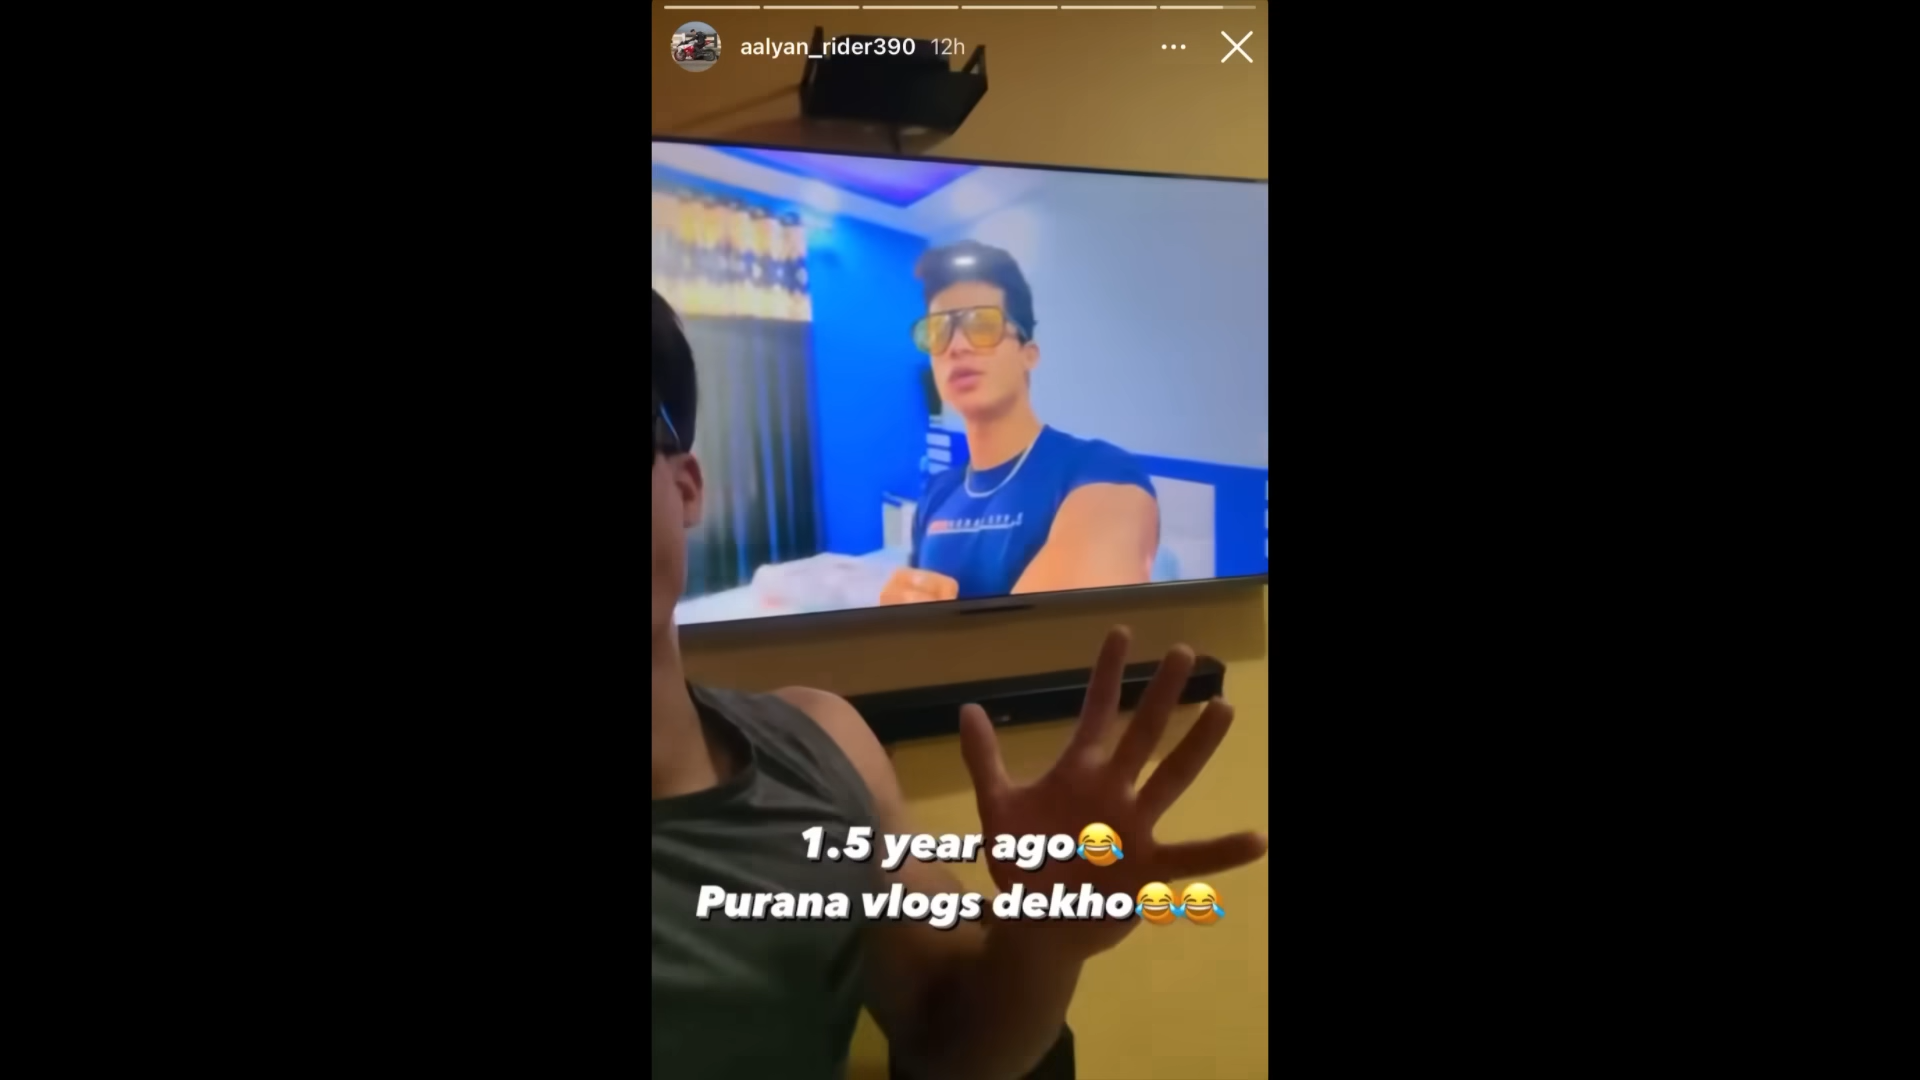 aalyan_rider390 12h
1.5 year ago😂
Purana vlogs dekho😂😂